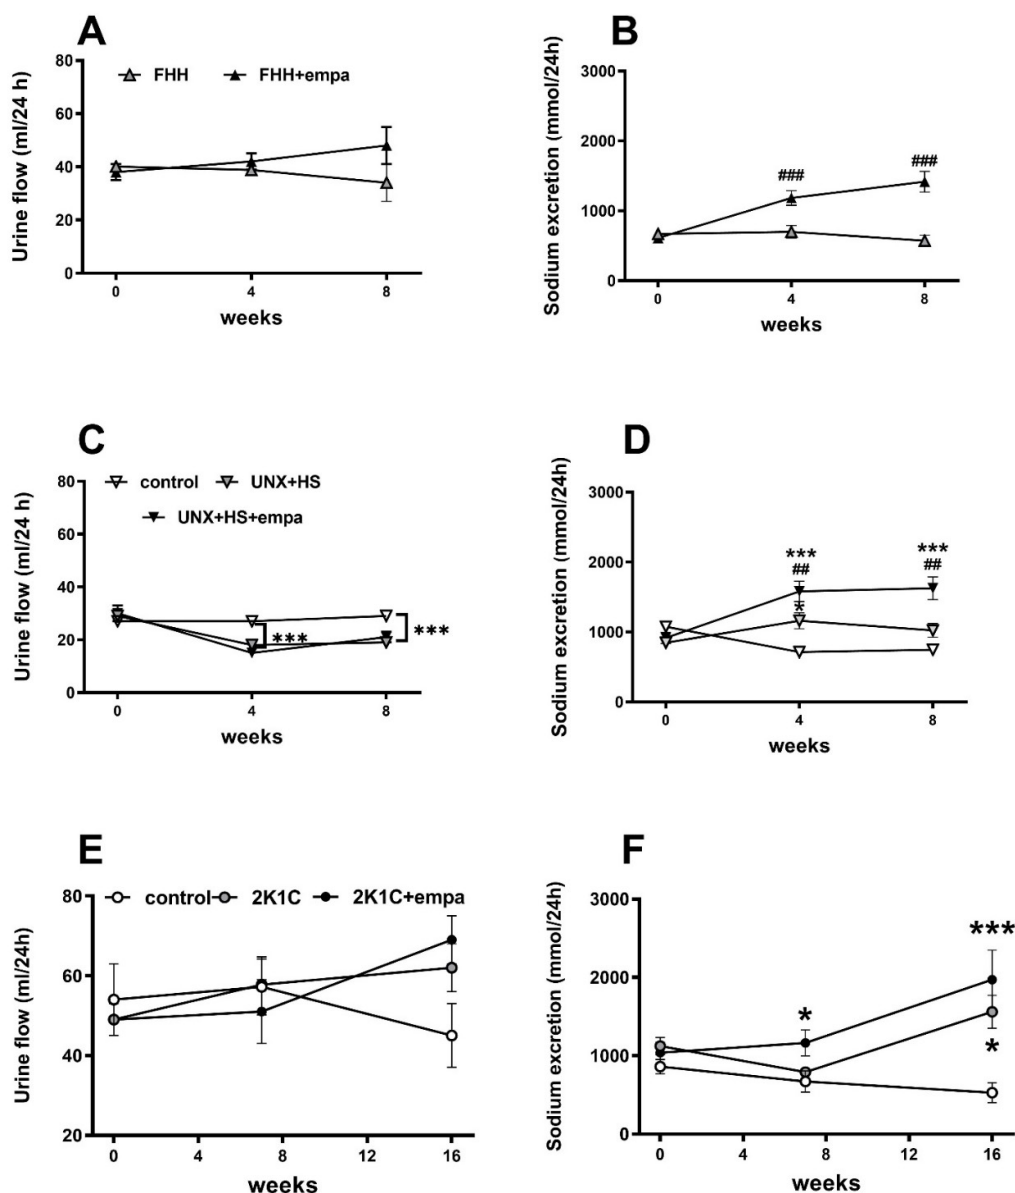 A
Urine flow (ml/24 h)
80
60
40
20
0
FHH FHH+empa
0 4 8
weeks
B
Sodium excretion (mmol/24h)
3000
2000
1000
0
### ###
0 4 8
weeks
C
Urine flow (ml/24 h)
80
60
40
20
0
control UNX+HS
UNX+HS+empa
*** ***
0 4 8
weeks
D
Sodium excretion (mmol/24h)
3000
2000
1000
0
*** ***
## ##
*
0 4 8
weeks
E
Urine flow (ml/24h)
80
60
40
20
control 2K1C 2K1C+empa
0 4 8 12 16
weeks
F
Sodium excretion (mmol/24h)
3000
2000
1000
0
***
*
*
0 4 8 12 16
weeks